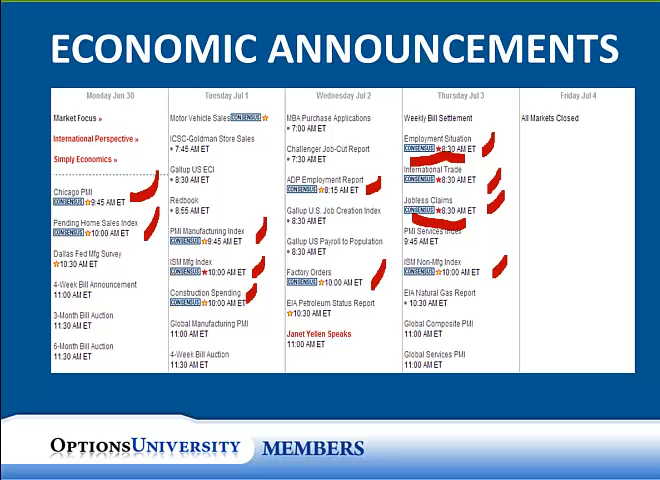 ECONOMIC ANNOUNCEMENTS
Monday Jun 30
Market Focus »
International Perspective »
Simply Economics »
Chicago PMI
CONSENSUS 9:45 AM ET
Pending Home Sales Index
CONSENSUS 10:00 AM ET
Dallas Fed Mfg Survey
10:30 AM ET
4-Week Bill Announcement
11:00 AM ET
3-Month Bill Auction
11:30 AM ET
6-Month Bill Auction
11:30 AM ET
Tuesday Jul 1
Motor Vehicle Sales CONSENSUS
ICSC-Goldman Store Sales
7:45 AM ET
Gallup US ECI
8:30 AM ET
Redbook
8:55 AM ET
PMI Manufacturing Index
CONSENSUS 9:45 AM ET
ISM Mfg Index
CONSENSUS 10:00 AM ET
Construction Spending
CONSENSUS 10:00 AM ET
Global Manufacturing PMI
11:00 AM ET
4-Week Bill Auction
11:30 AM ET
Wednesday Jul 2
MBA Purchase Applications
7:00 AM ET
Challenger Job-Cut Report
7:30 AM ET
ADP Employment Report
CONSENSUS 8:15 AM ET
Gallup U.S. Job Creation Index
8:30 AM ET
Gallup US Payroll to Population
8:30 AM ET
Factory Orders
CONSENSUS 10:00 AM ET
EIA Petroleum Status Report
10:30 AM ET
Janet Yellen Speaks
11:00 AM ET
Thursday Jul 3
Weekly Bill Settlement
Employment Situation
CONSENSUS 8:30 AM ET
International Trade
CONSENSUS 8:30 AM ET
Jobless Claims
CONSENSUS 8:30 AM ET
PMI Services Index
9:45 AM ET
ISM Non-Mfg Index
CONSENSUS 10:00 AM ET
EIA Natural Gas Report
10:30 AM ET
Global Composite PMI
11:00 AM ET
Global Services PMI
11:00 AM ET
Friday Jul 4
All Markets Closed
OPTIONSUNIVERSITY MEMBERS